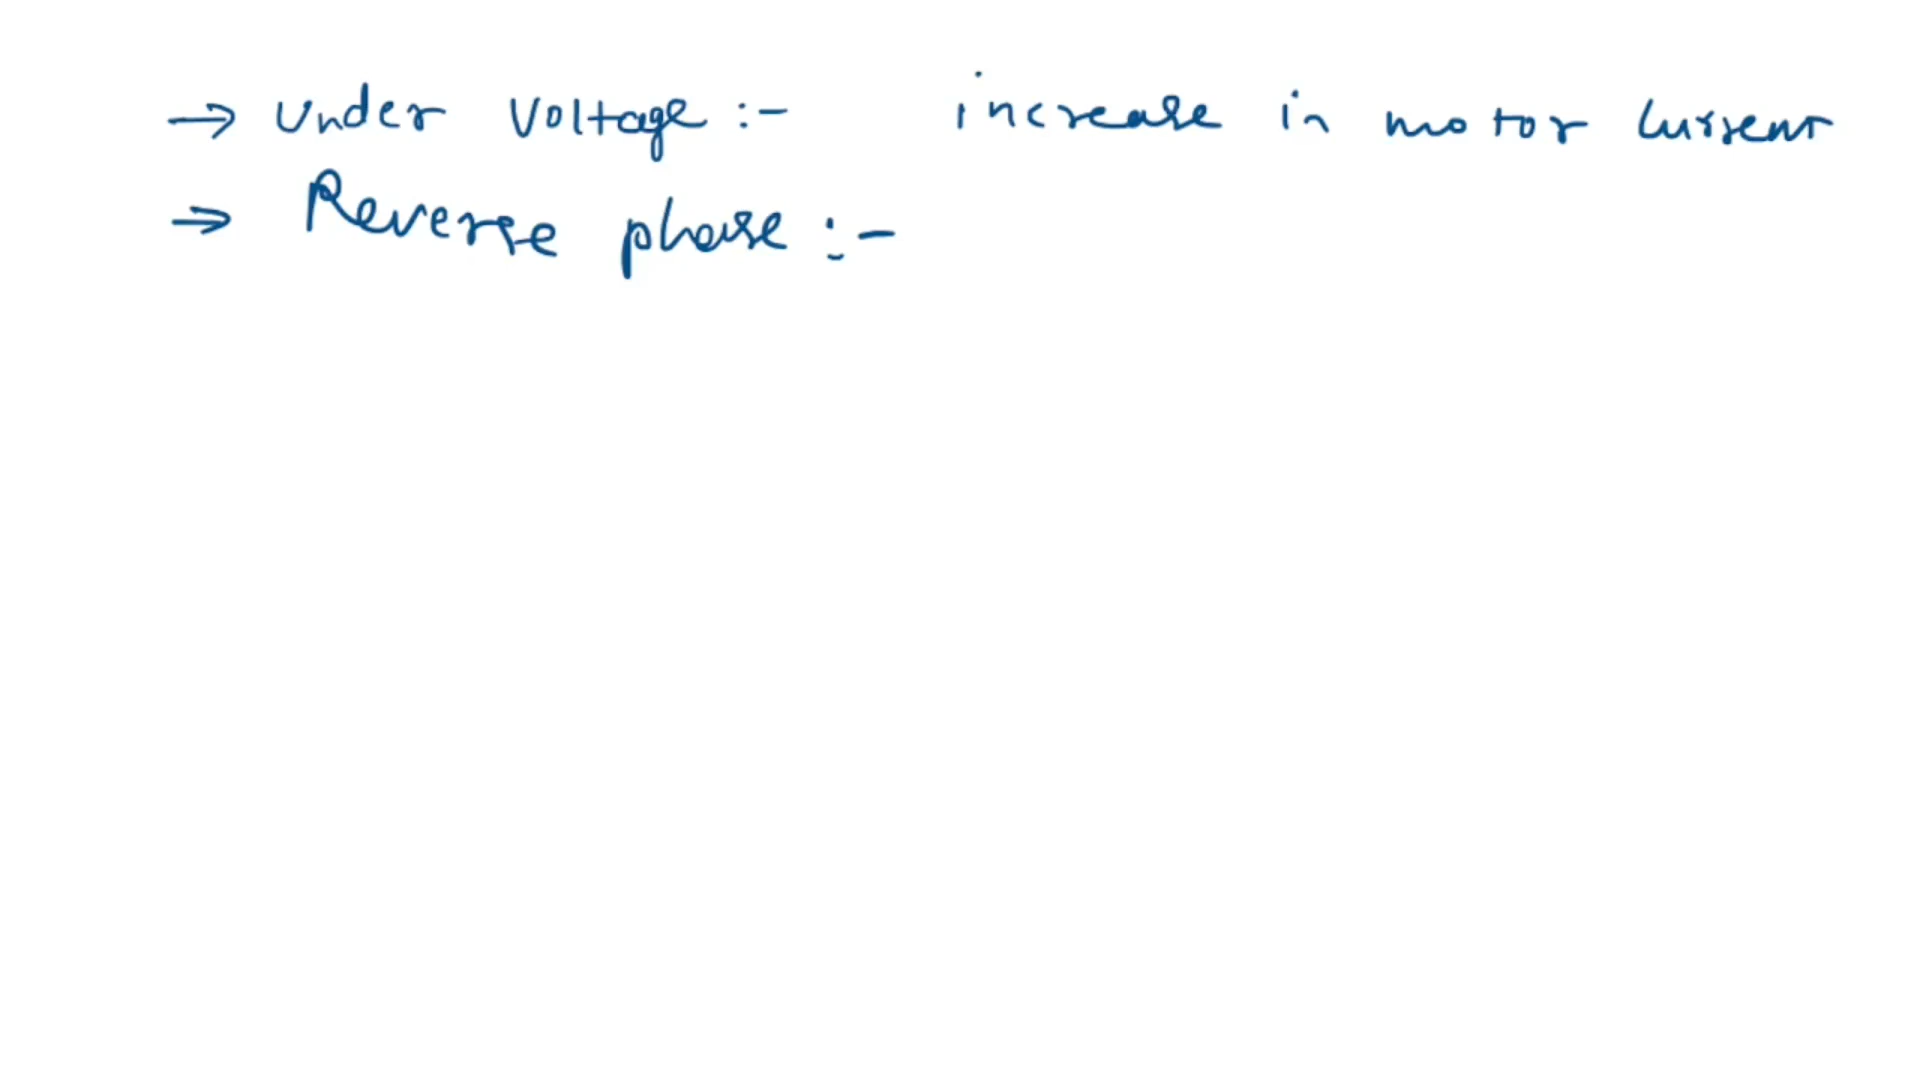 → Under Voltage :- increase in motor current
→ Reverse phase :-